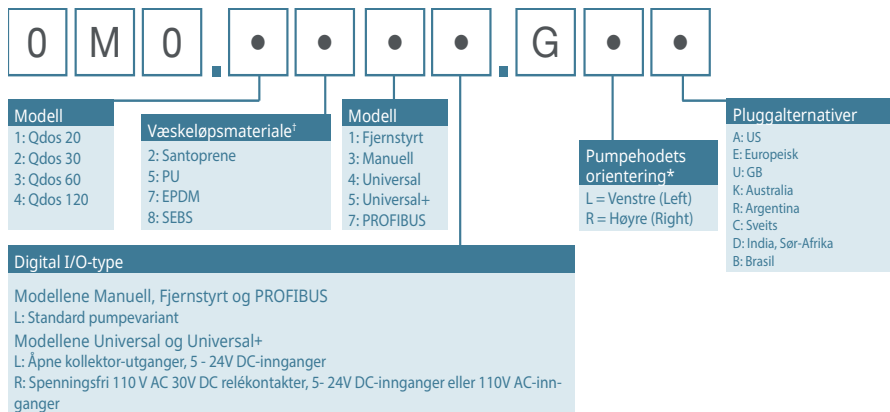 0 M 0 . • • • • . G • •
Modell
1: Qdos 20
2: Qdos 30
3: Qdos 60
4: Qdos 120
Væskeløpsmateriale†
2: Santoprene
5: PU
7: EPDM
8: SEBS
Modell
1: Fjernstyrt
3: Manuell
4: Universal
5: Universal+
7: PROFIBUS
Pumpehodets
orientering*
L = Venstre (Left)
R = Høyre (Right)
Pluggalternativer
A: US
E: Europeisk
U: GB
K: Australia
R: Argentina
C: Sveits
D: India, Sør-Afrika
B: Brasil
Digital I/O-type
Modellene Manuell, Fjernstyrt og PROFIBUS
L: Standard pumpevariant
Modellene Universal og Universal+
L: Åpne kollektor-utganger, 5 - 24V DC-innganger
R: Spenningsfri 110 V AC 30V DC relékontakter, 5- 24V DC-innganger eller 110V AC-inn-
ganger